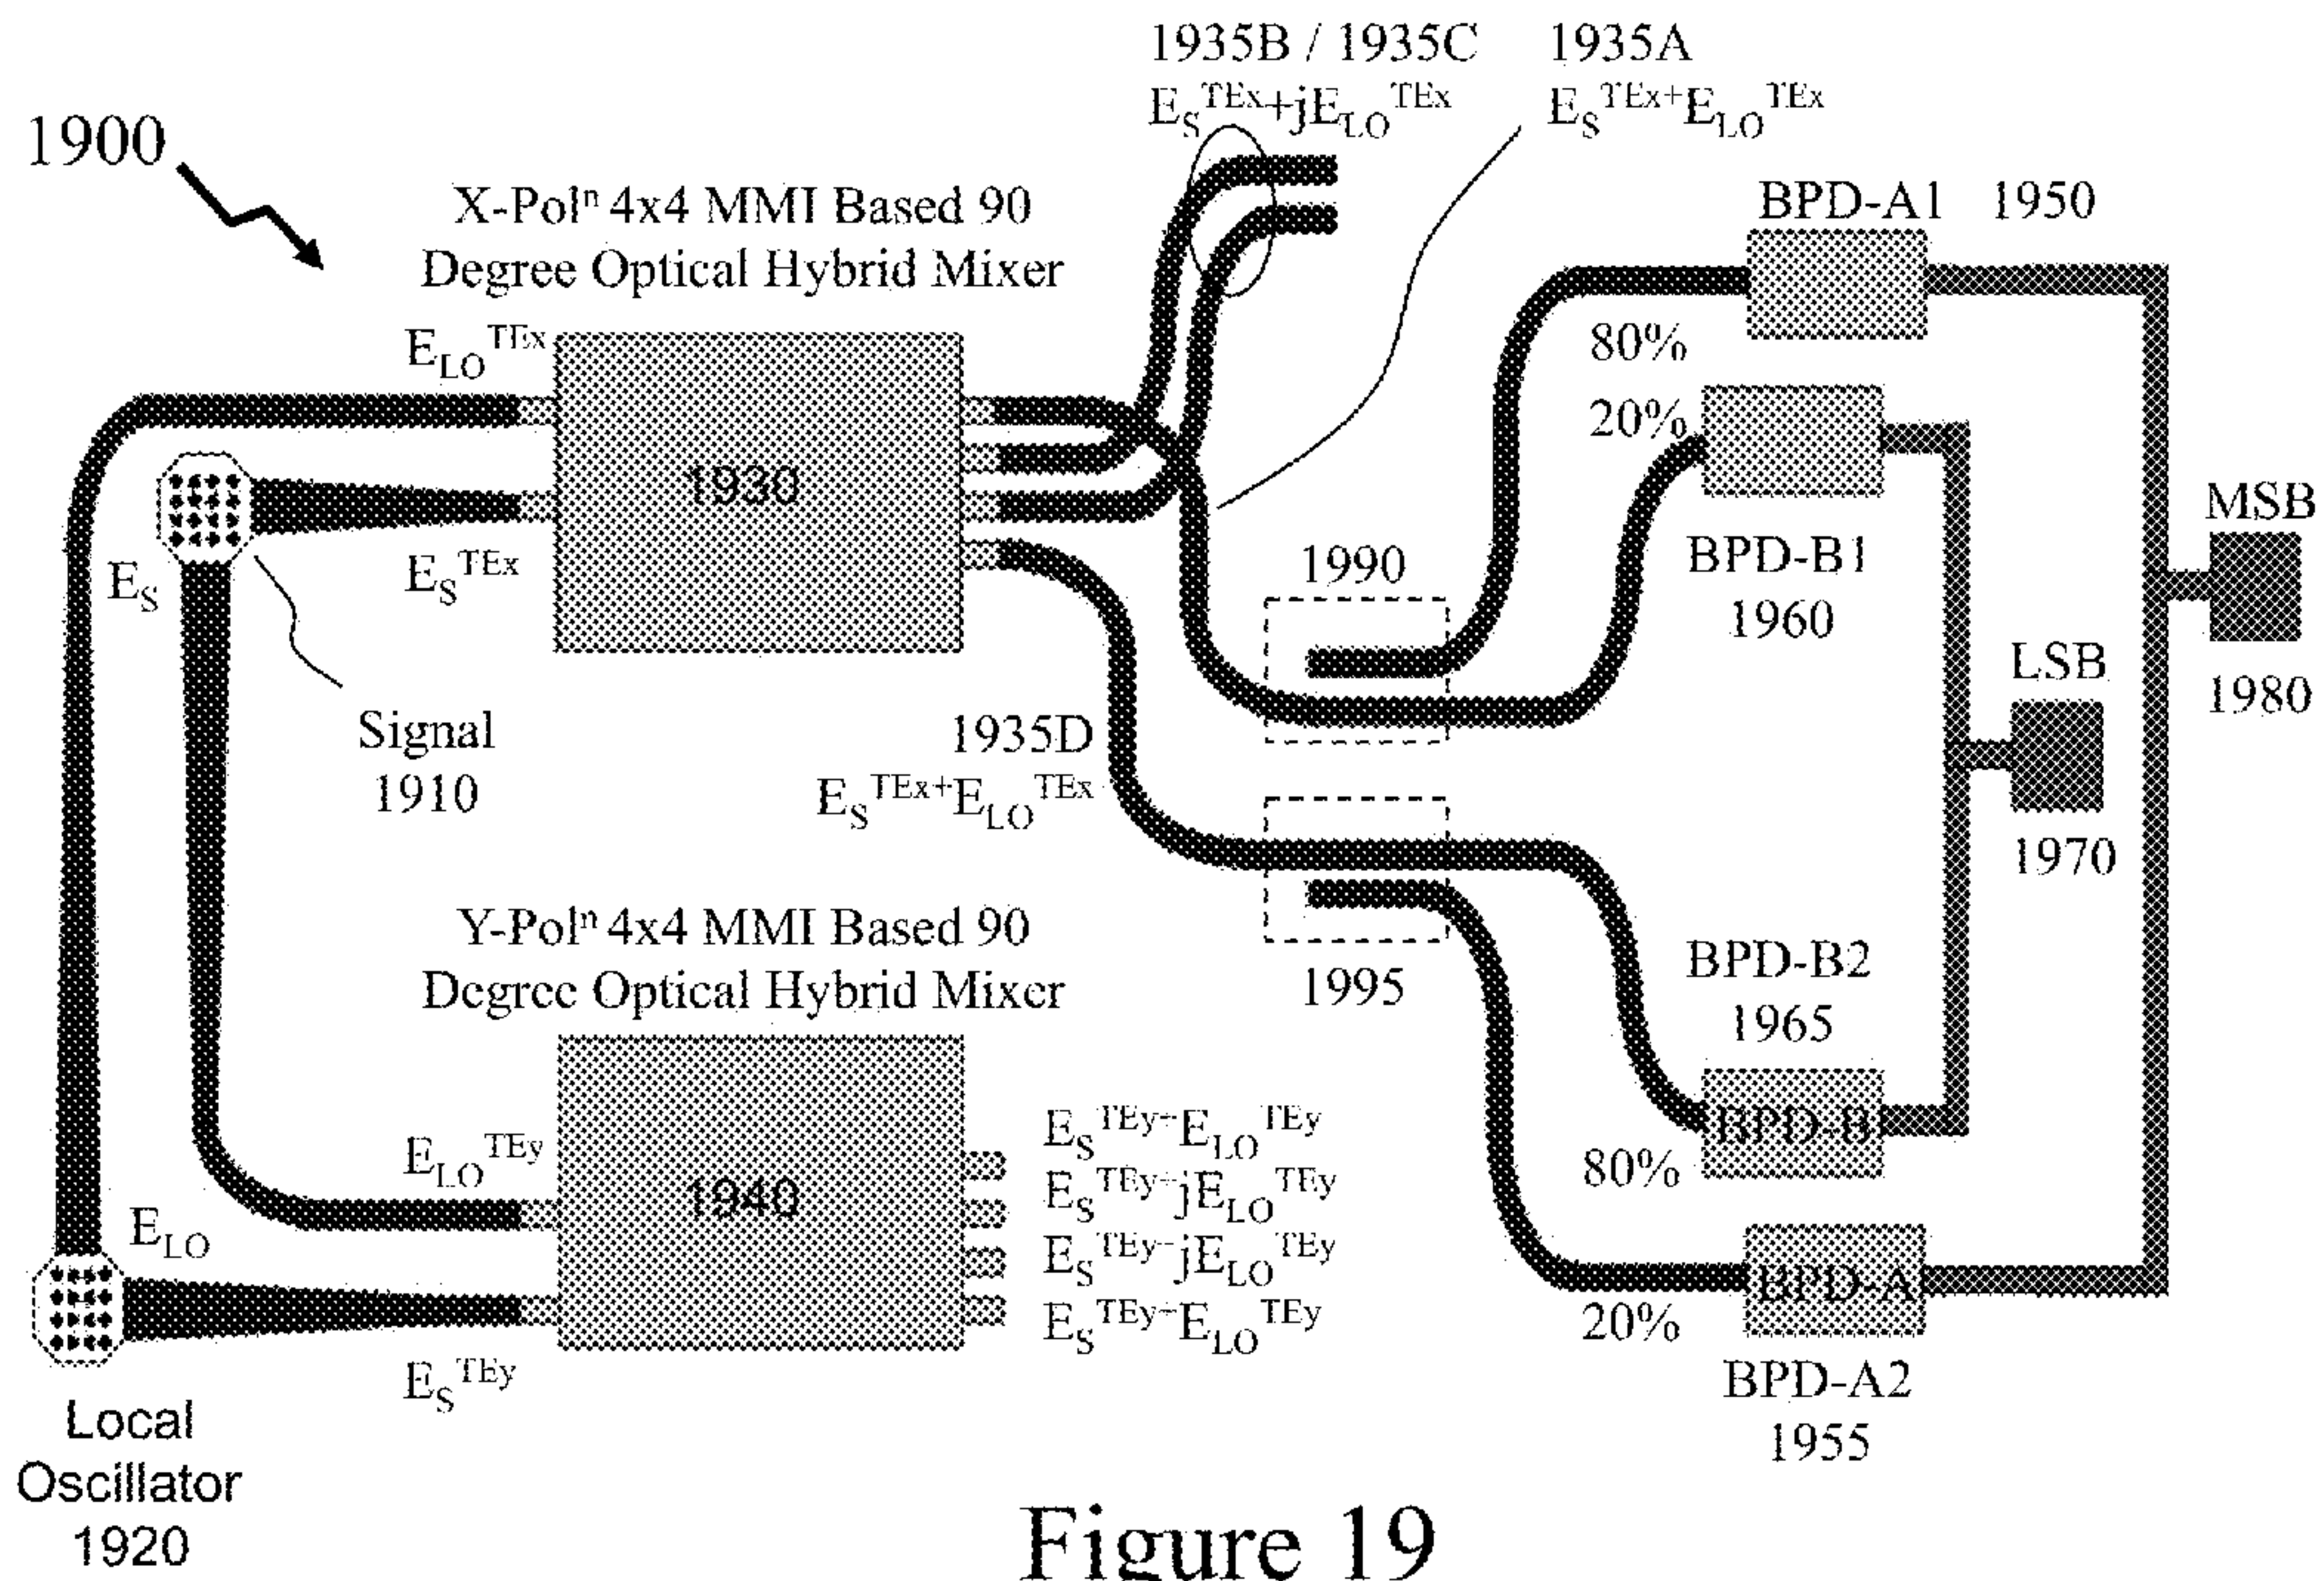 1935B / 1935C
E_S^TEx+jE_LO^TEx
1935A
E_S^TEx+E_LO^TEx
1900
X-Pol^n 4x4 MMI Based 90
Degree Optical Hybrid Mixer
BPD-A1 1950
E_LO^TEx
80%
20%
1930
MSB
E_S
E_S^TEx
1990
BPD-B1
1960
LSB
1980
Signal
1910
1935D
E_S^TEx+E_LO^TEx
1970
Y-Pol^n 4x4 MMI Based 90
Degree Optical Hybrid Mixer
1995
BPD-B2
1965
E_LO^TEy
1940
E_S^TEy+E_LO^TEy
E_S^TEy+jE_LO^TEy
E_S^TEy-jE_LO^TEy
E_S^TEy+E_LO^TEy
BPD-B
80%
E_LO
BPD-A
20%
E_S^TEy
BPD-A2
1955
Local
Oscillator
1920
Figure 19